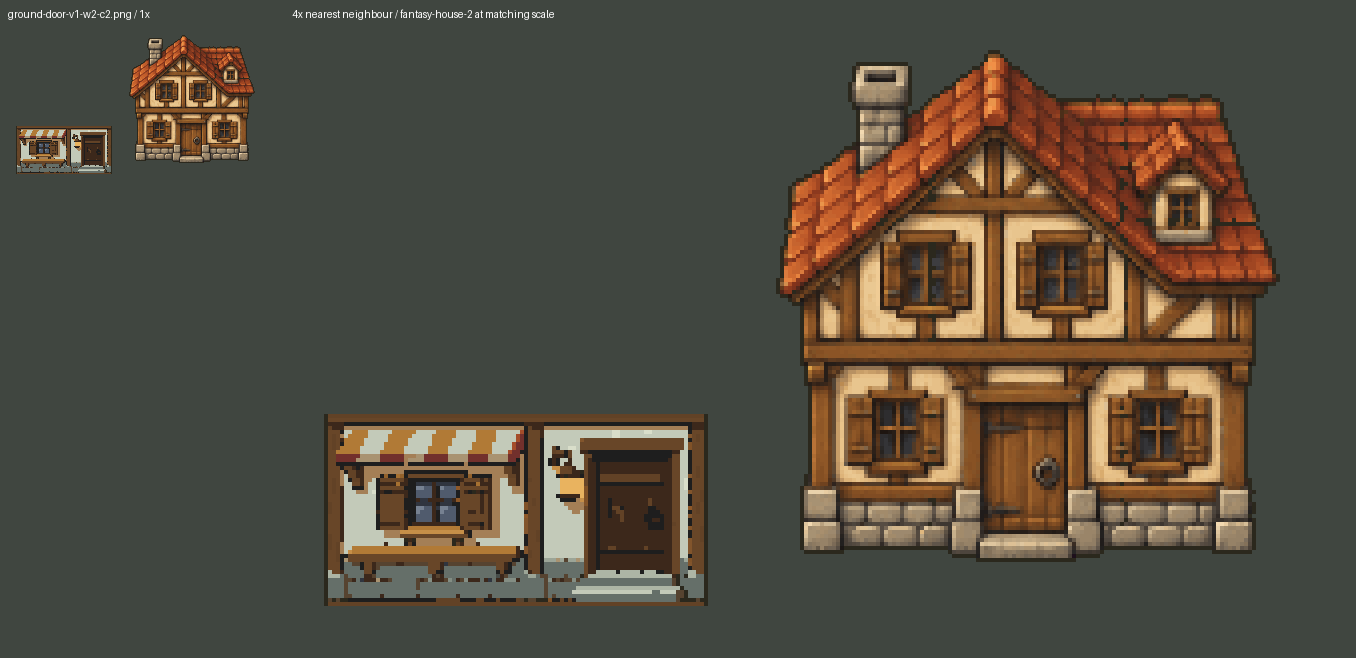 ground-door-v1-w2-c2.png / 1x
4x nearest neighbour / fantasy-house-2 at matching scale